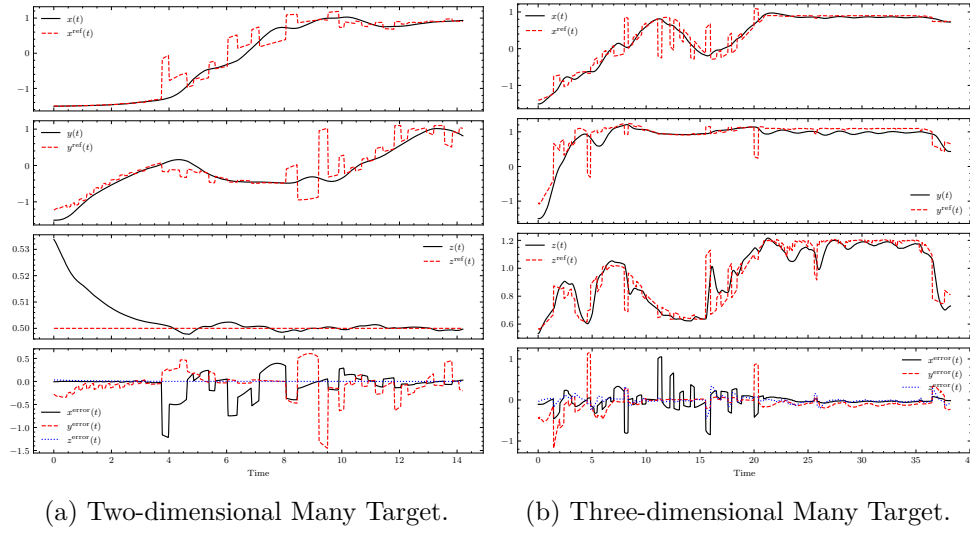 1
0
−1
x(t)
x^ref(t)
1
0
−1
y(t)
y^ref(t)
0.53
0.52
0.51
0.50
z(t)
z^ref(t)
0.5
0.0
−0.5
−1.0
−1.5
x^error(t)
y^error(t)
z^error(t)
0 2 4 6 8 10 12 14
Time
(a) Two-dimensional Many Target.
1
0
−1
x(t)
x^ref(t)
1
0
−1
y(t)
y^ref(t)
1.2
1.0
0.8
0.6
z(t)
z^ref(t)
1
0
−1
x^error(t)
y^error(t)
z^error(t)
0 5 10 15 20 25 30 35
Time
(b) Three-dimensional Many Target.